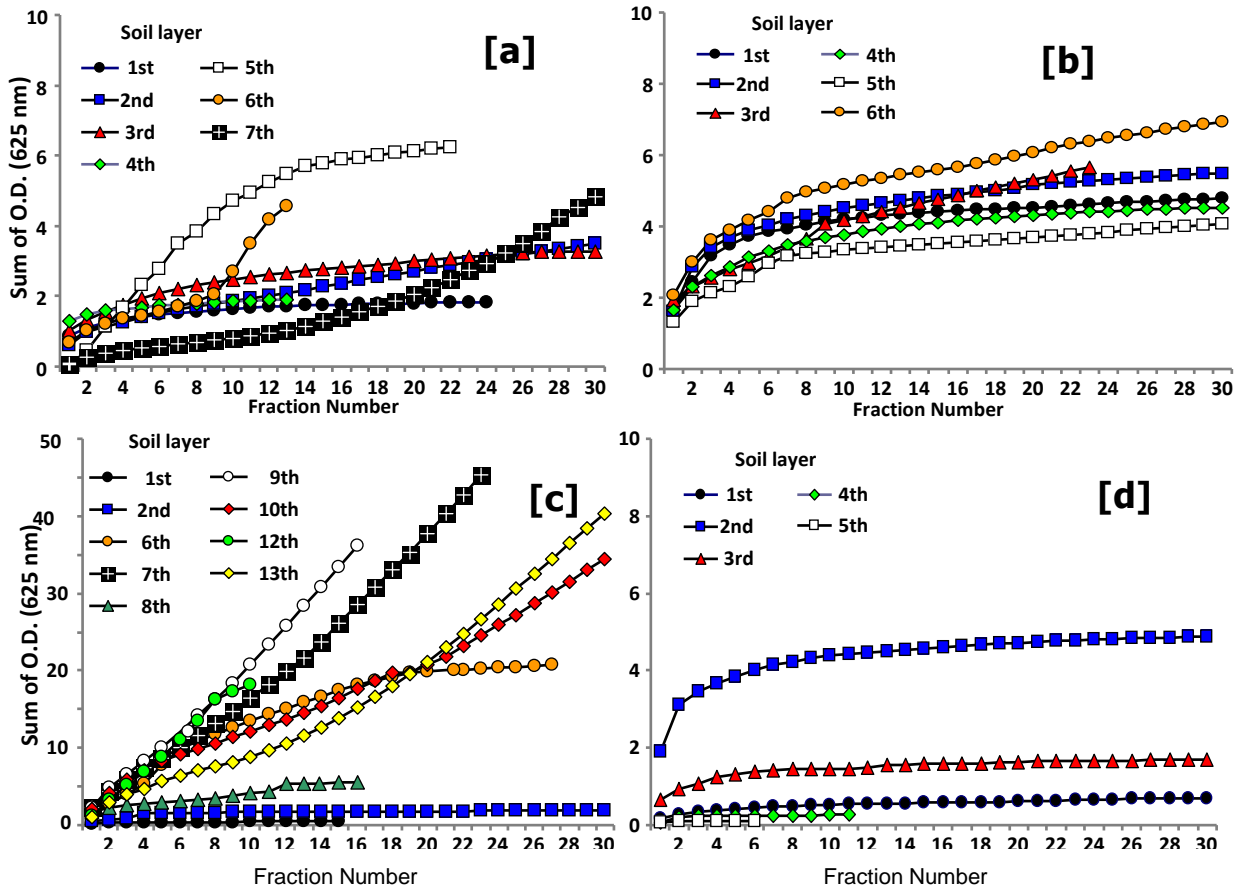 Soil layer
1st
2nd
3rd
4th
5th
6th
7th
[a]
Sum of O.D. (625 nm)
10
8
6
4
2
0
2 4 6 8 10 12 14 16 18 20 22 24 26 28 30
Fraction Number
Soil layer
1st
2nd
3rd
4th
5th
6th
[b]
10
8
6
4
2
0
2 4 6 8 10 12 14 16 18 20 22 24 26 28 30
Fraction Number
Soil layer
1st
2nd
6th
7th
8th
9th
10th
12th
13th
[c]
Sum of O.D. (625 nm)
50
40
30
20
10
0
2 4 6 8 10 12 14 16 18 20 22 24 26 28 30
Fraction Number
Soil layer
1st
2nd
3rd
4th
5th
[d]
10
8
6
4
2
0
2 4 6 8 10 12 14 16 18 20 22 24 26 28 30
Fraction Number